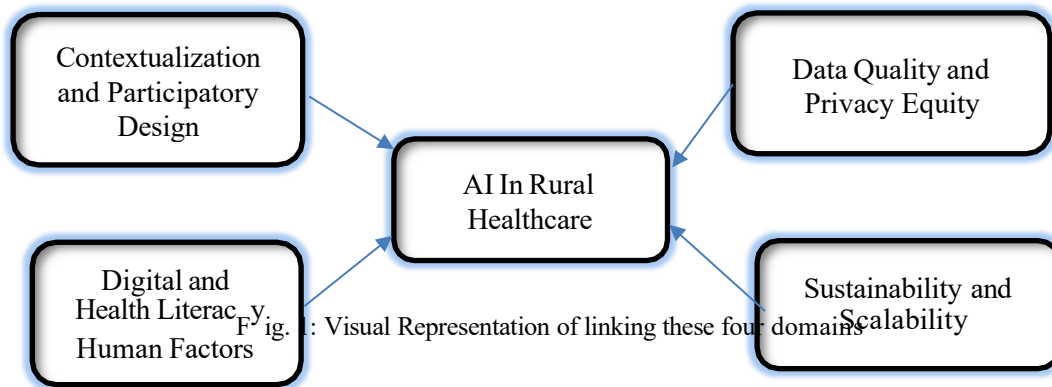 Contextualization
and Participatory
Design
Data Quality and
Privacy Equity
AI In Rural
Healthcare
Digital and
Health Literac y
Human Factors
Sustainability and
Scalability
F ig. 1: Visual Representation of linking these four domains